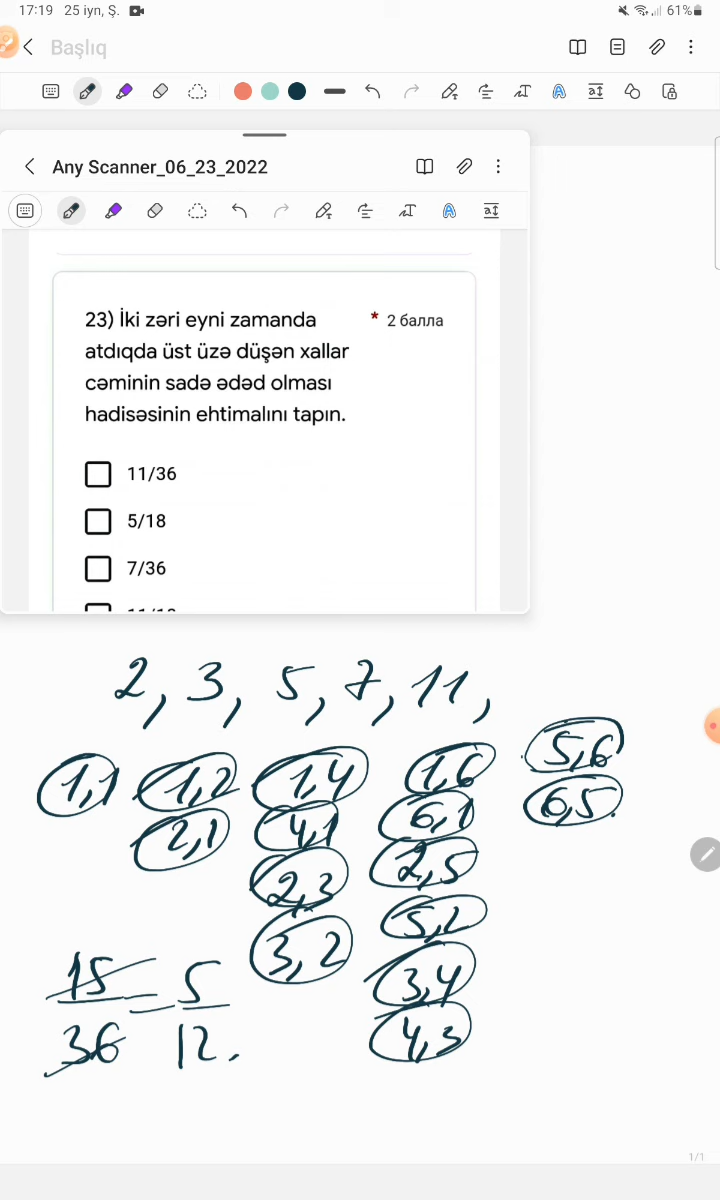 17:19 25 iyn, Ş. 61%
Başlıq
Any Scanner_06_23_2022
23) İki zəri eyni zamanda * 2 балла
atdıqda üst üzə düşən xallar
cəminin sadə ədəd olması
hadisəsinin ehtimalını tapın.
11/36
5/18
7/36
2, 3, 5, 7, 11,
1,1 1,2 1,4 1,6 5,6
2,1 4,1 6,1 6,5
2,3 2,5
3,2 5,2
3,4
4,3
15/36 = 5/12.
1/1